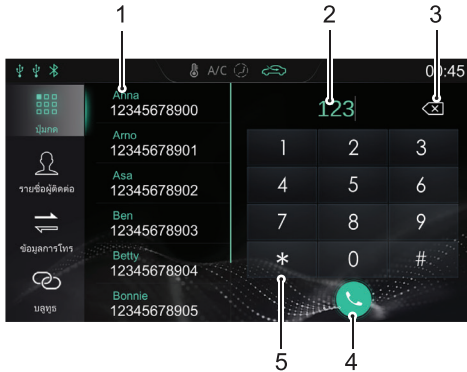 1 2 3
A/C 00:45
ปุ่มกด
รายชื่อผู้ติดต่อ
ข้อมูลการโทร
บลูทูธ
Anna
12345678900
Arno
12345678901
Asa
12345678902
Ben
12345678903
Betty
12345678904
Bonnie
12345678905
123
1 2 3
4 5 6
7 8 9
* 0 #
5 4